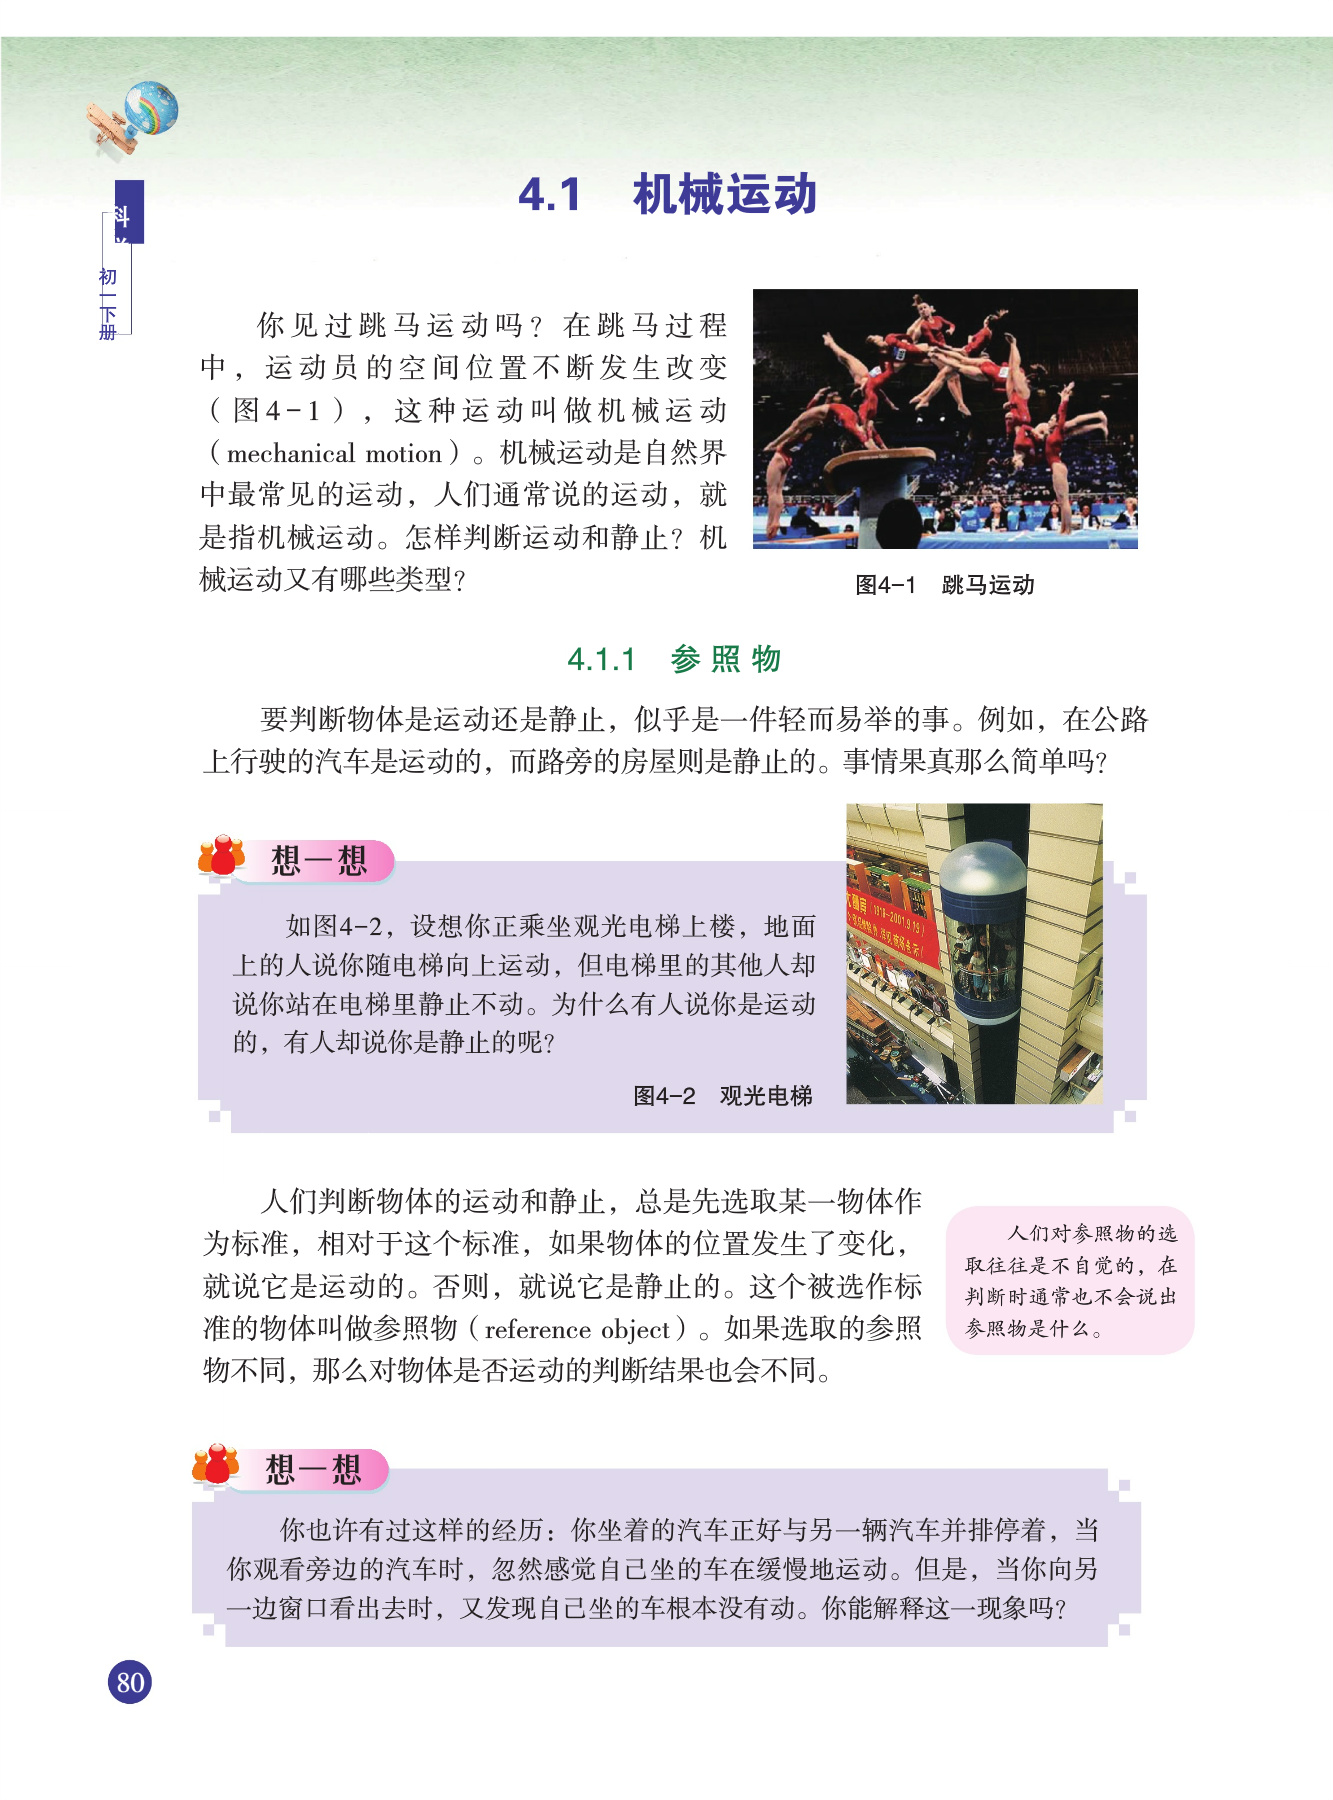 科
初一下册
4.1 机械运动
你见过跳马运动吗？在跳马过程
中，运动员的空间位置不断发生改变
（图4-1），这种运动叫做机械运动
（mechanical motion）。机械运动是自然界
中最常见的运动，人们通常说的运动，就
是指机械运动。怎样判断运动和静止？机
械运动又有哪些类型？
图4-1 跳马运动
4.1.1 参照物
要判断物体是运动还是静止，似乎是一件轻而易举的事。例如，在公路
上行驶的汽车是运动的，而路旁的房屋则是静止的。事情果真那么简单吗？
想一想
如图4-2，设想你正乘坐观光电梯上楼，地面
上的人说你随电梯向上运动，但电梯里的其他人却
说你站在电梯里静止不动。为什么有人说你是运动
的，有人却说你是静止的呢？
图4-2 观光电梯
人们判断物体的运动和静止，总是先选取某一物体作
为标准，相对于这个标准，如果物体的位置发生了变化，
就说它是运动的。否则，就说它是静止的。这个被选作标
准的物体叫做参照物（reference object）。如果选取的参照
物不同，那么对物体是否运动的判断结果也会不同。
人们对参照物的选
取往往是不自觉的，在
判断时通常也不会说出
参照物是什么。
想一想
你也许有过这样的经历：你坐着的汽车正好与另一辆汽车并排停着，当
你观看旁边的汽车时，忽然感觉自己坐的车在缓慢地运动。但是，当你向另
一边窗口看出去时，又发现自己坐的车根本没有动。你能解释这一现象吗？
80